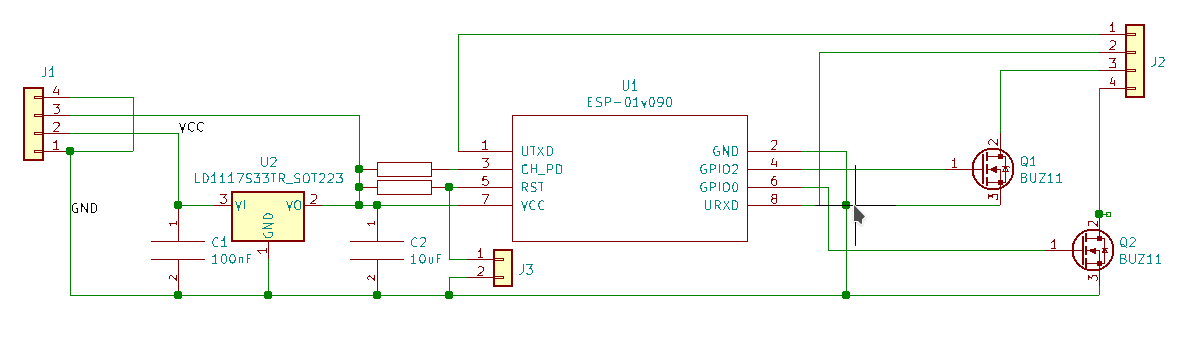 J1
4
3
2
1
VCC
GND
U2
LD1117S33TR_SOT223
3
VI
VO
2
GND
1
1
C1
100nF
2
1
C2
10uF
2
1
2
J3
U1
ESP-01v090
1
UTXD
3
CH_PD
5
RST
7
VCC
GND
2
GPIO2
4
GPIO0
6
URXD
8
1
2
3
4
J2
2
1
Q1
BUZ11
3
2
1
Q2
BUZ11
3